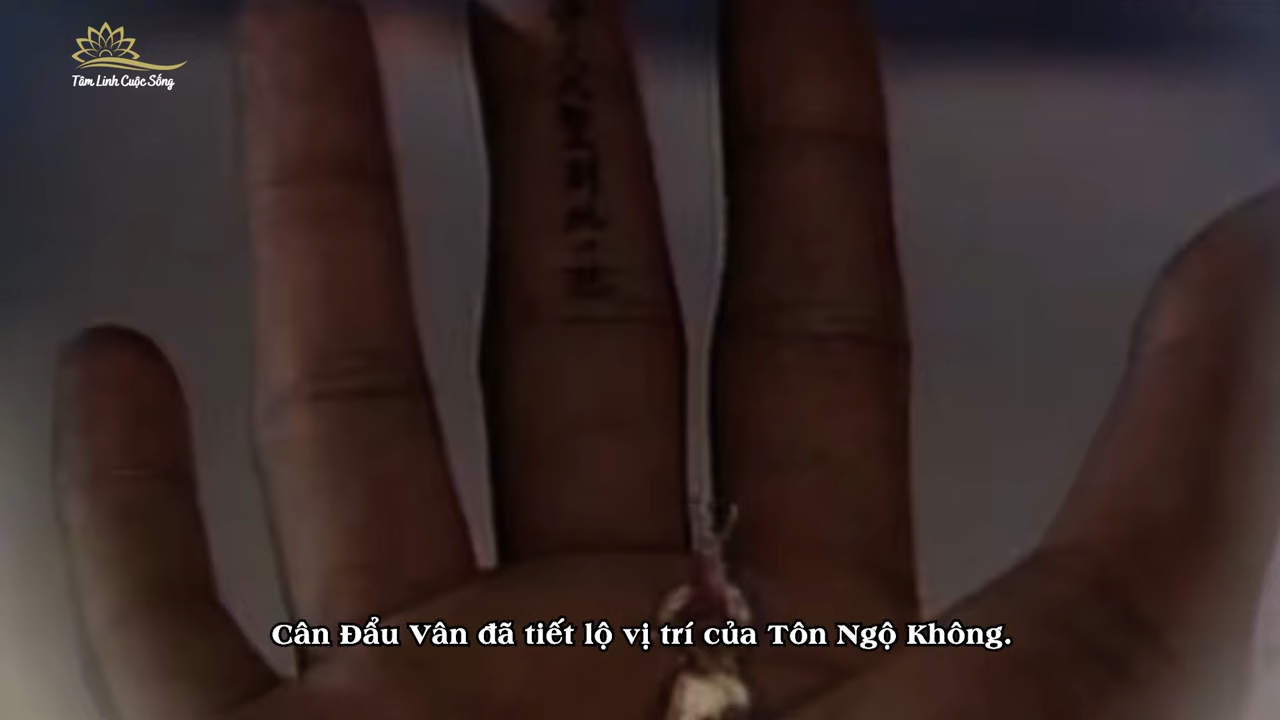 Tâm Linh Cuộc Sống
Cân Đẩu Vân đã tiết lộ vị trí của Tôn Ngộ Không.